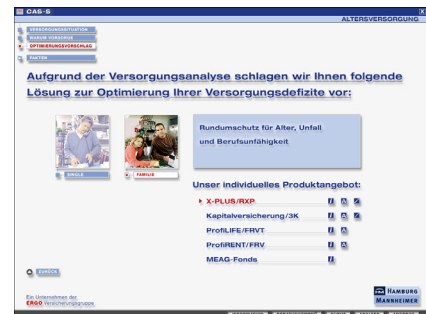 CAS-S
ALTERSVERSORGUNG
VERSORGUNGSSITUATION
WARUM VORSORGE
OPTIMIERUNGSVORSCHLAG
FAKTEN
Aufgrund der Versorgungsanalyse schlagen wir Ihnen folgende
Lösung zur Optimierung Ihrer Versorgungsdefizite vor:
Rundumschutz für Alter, Unfall
und Berufsunfähigkeit
SINGLE
FAMILIE
Unser individuelles Produktangebot:
X-PLUS/RXP
Kapitalversicherung/3K
ProfiLIFE/FRVT
ProfiRENT/FRV
MEAG-Fonds
ZURÜCK
Ein Unternehmen der
ERGO Versicherungsgruppe
HAMBURG
MANNHEIMER